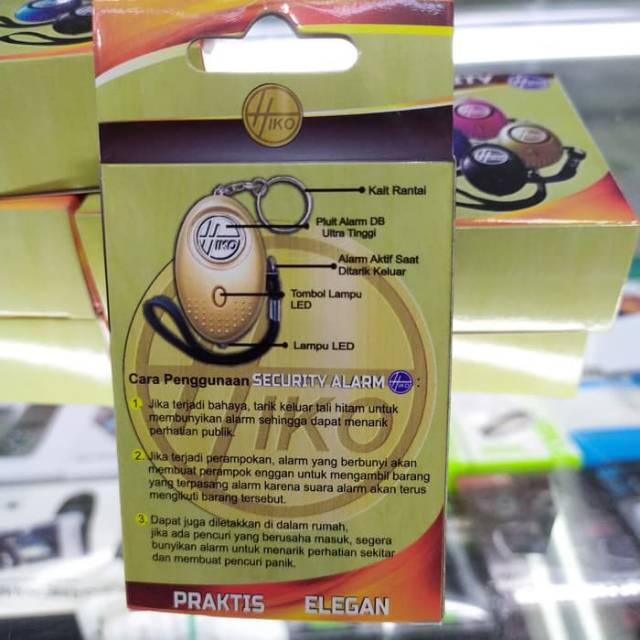 HIKO
Kait Rantai
Pluit Alarm DB
Ultra Tinggi
HIKO
Alarm Aktif Saat
Ditarik Keluar
Tombol Lampu
LED
Lampu LED
Cara Penggunaan SECURITY ALARM HIKO :
HIKO
1. Jika terjadi bahaya, tarik keluar tali hitam untuk
membunyikan alarm sehingga dapat menarik
perhatian publik.
2. Jika terjadi perampokan, alarm yang berbunyi akan
membuat perampok enggan untuk mengambil barang
yang terpasang alarm karena suara alarm akan terus
mengikuti barang tersebut.
3. Dapat juga diletakkan di dalam rumah,
jika ada pencuri yang berusaha masuk, segera
bunyikan alarm untuk menarik perhatian sekitar
dan membuat pencuri panik.
PRAKTIS ELEGAN